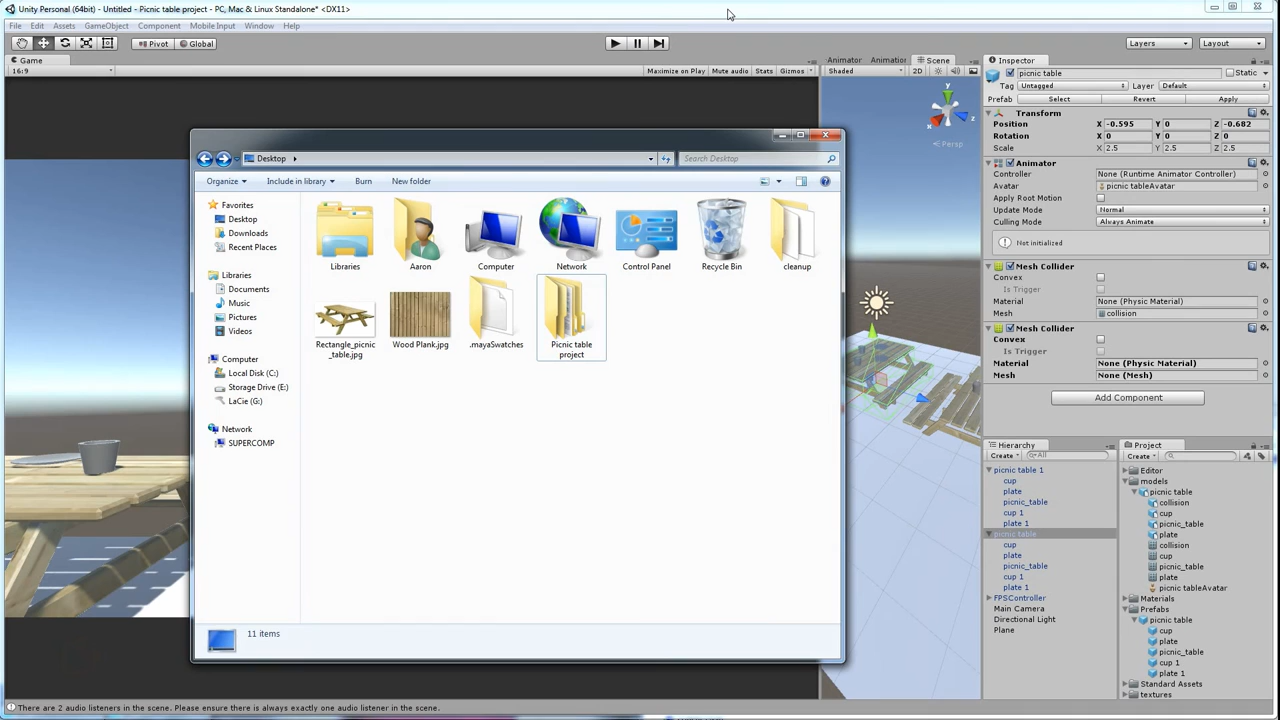 Unity Personal (64bit) - Untitled - Picnic table project - PC, Mac & Linux Standalone* <DX11>
File Edit Assets GameObject Component Mobile Input Window Help
Pivot Global Layers Layout
Game
16:9 Maximize on Play Mute audio Stats Gizmos
Animator Animation Scene
Shaded 2D
y
x
z
Persp
Inspector
picnic table Static
Tag Untagged Layer Default
Prefab Select Revert Apply
Transform
Position X -0.595 Y 0 Z -0.682
Rotation X 0 Y 0 Z 0
Scale X 2.5 Y 2.5 Z 2.5
Animator
Controller None (Runtime Animator Controller)
Avatar picnic tableAvatar
Apply Root Motion
Update Mode Normal
Culling Mode Always Animate
Not initialized
Mesh Collider
Convex
Is Trigger
Material None (Physic Material)
Mesh collision
Mesh Collider
Convex
Is Trigger
Material None (Physic Material)
Mesh None (Mesh)
Add Component
Desktop
Search Desktop
Organize Include in library Burn New folder
Favorites
Desktop
Downloads
Recent Places
Libraries
Documents
Music
Pictures
Videos
Computer
Local Disk (C:)
Storage Drive (E:)
LaCie (G:)
Network
SUPERCOMP
Libraries Aaron Computer Network Control Panel Recycle Bin cleanup
Rectangle_picnic_table.jpg Wood Plank.jpg .mayaSwatches Picnic table project
11 items
Hierarchy
Create All
picnic table 1
cup
plate
picnic_table
cup 1
plate 1
picnic table
cup
plate
picnic_table
cup 1
plate 1
FPSController
Main Camera
Directional Light
Plane
Project
Create
Editor
models
picnic table
collision
cup
picnic_table
plate
collision
cup
picnic_table
plate
picnic tableAvatar
Materials
Prefabs
picnic table
cup
plate
picnic_table
cup 1
plate 1
Standard Assets
textures
There are 2 audio listeners in the scene. Please ensure there is always exactly one audio listener in the scene.